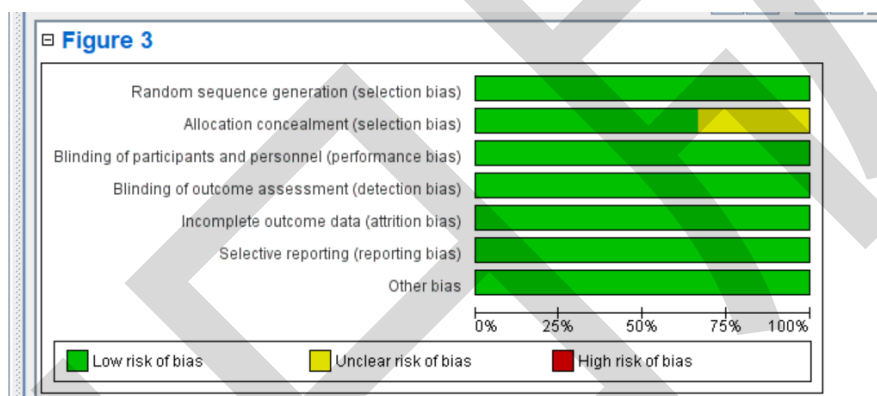 Figure 3
Random sequence generation (selection bias)
Allocation concealment (selection bias)
Blinding of participants and personnel (performance bias)
Blinding of outcome assessment (detection bias)
Incomplete outcome data (attrition bias)
Selective reporting (reporting bias)
Other bias
0% 25% 50% 75% 100%
Low risk of bias Unclear risk of bias High risk of bias